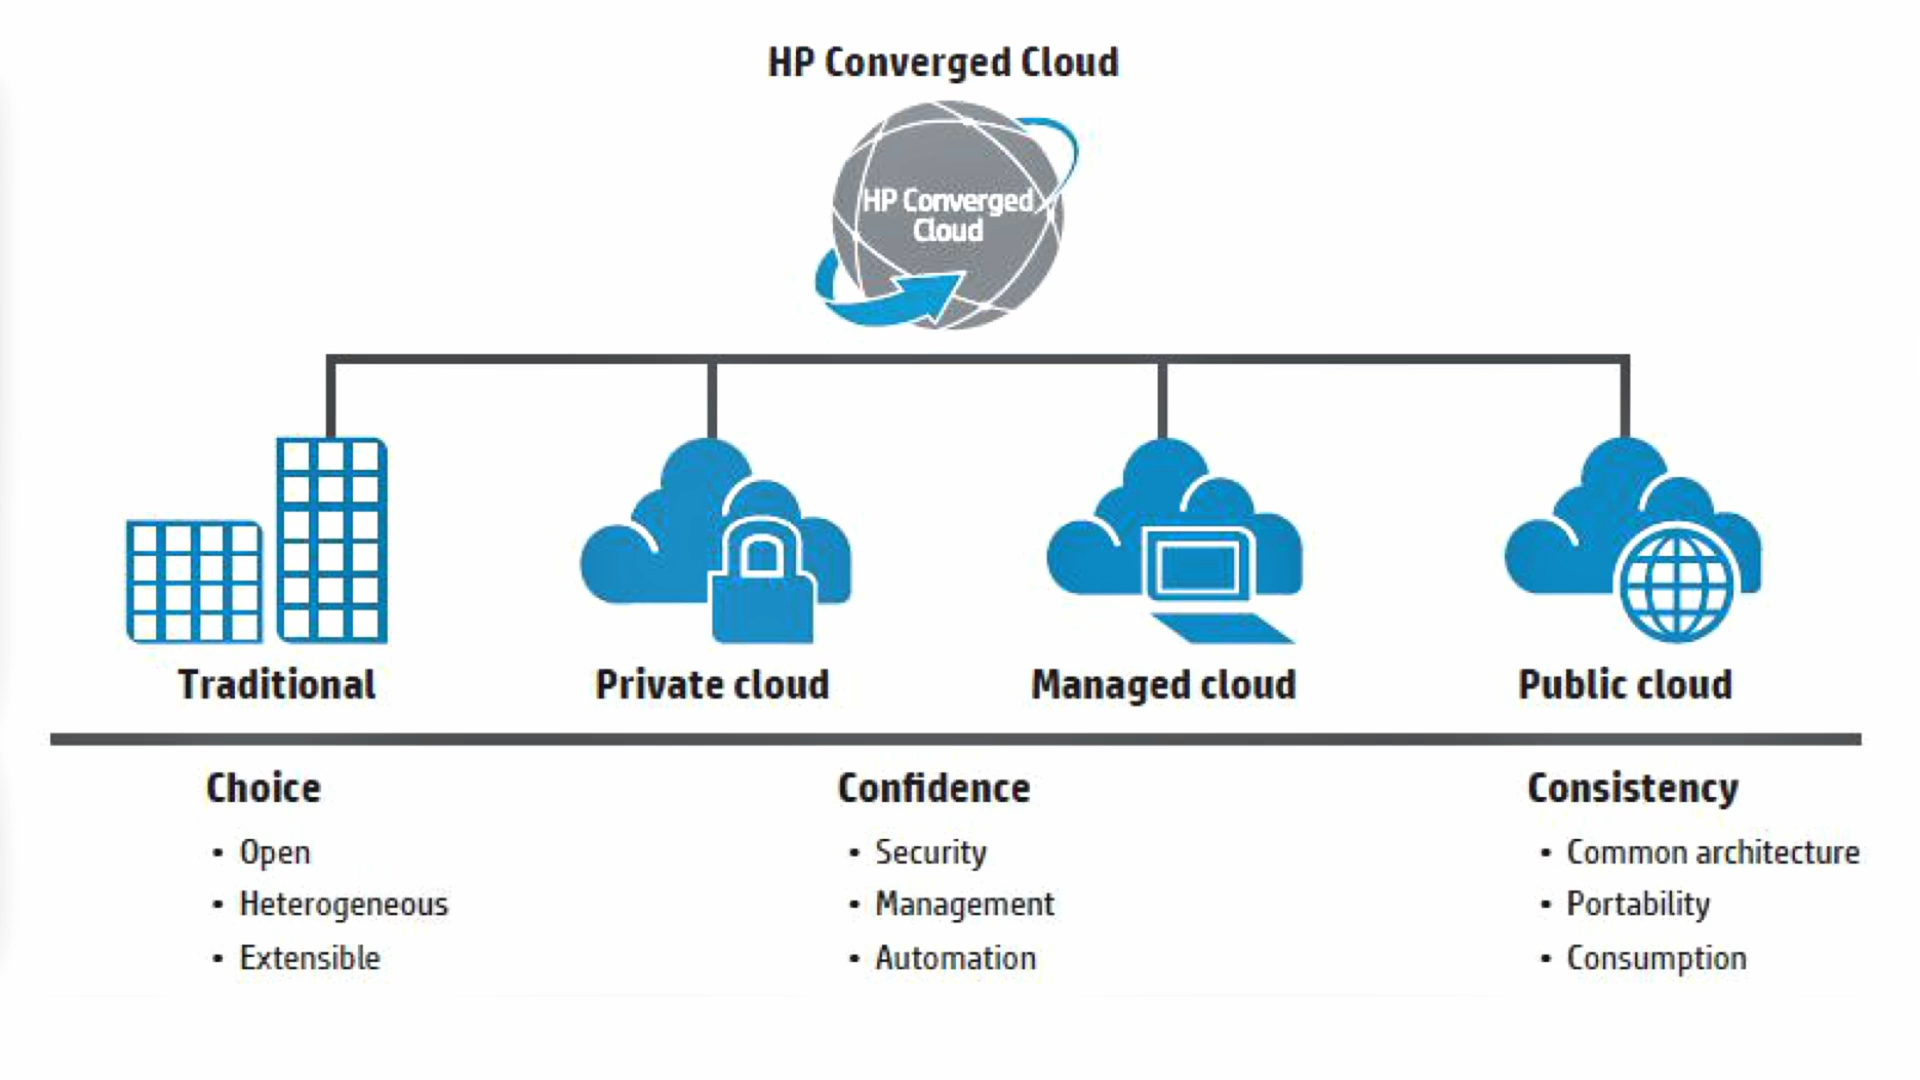 HP Converged Cloud
HP Converged
Cloud
Traditional
Private cloud
Managed cloud
Public cloud
Choice
• Open
• Heterogeneous
• Extensible
Confidence
• Security
• Management
• Automation
Consistency
• Common architecture
• Portability
• Consumption